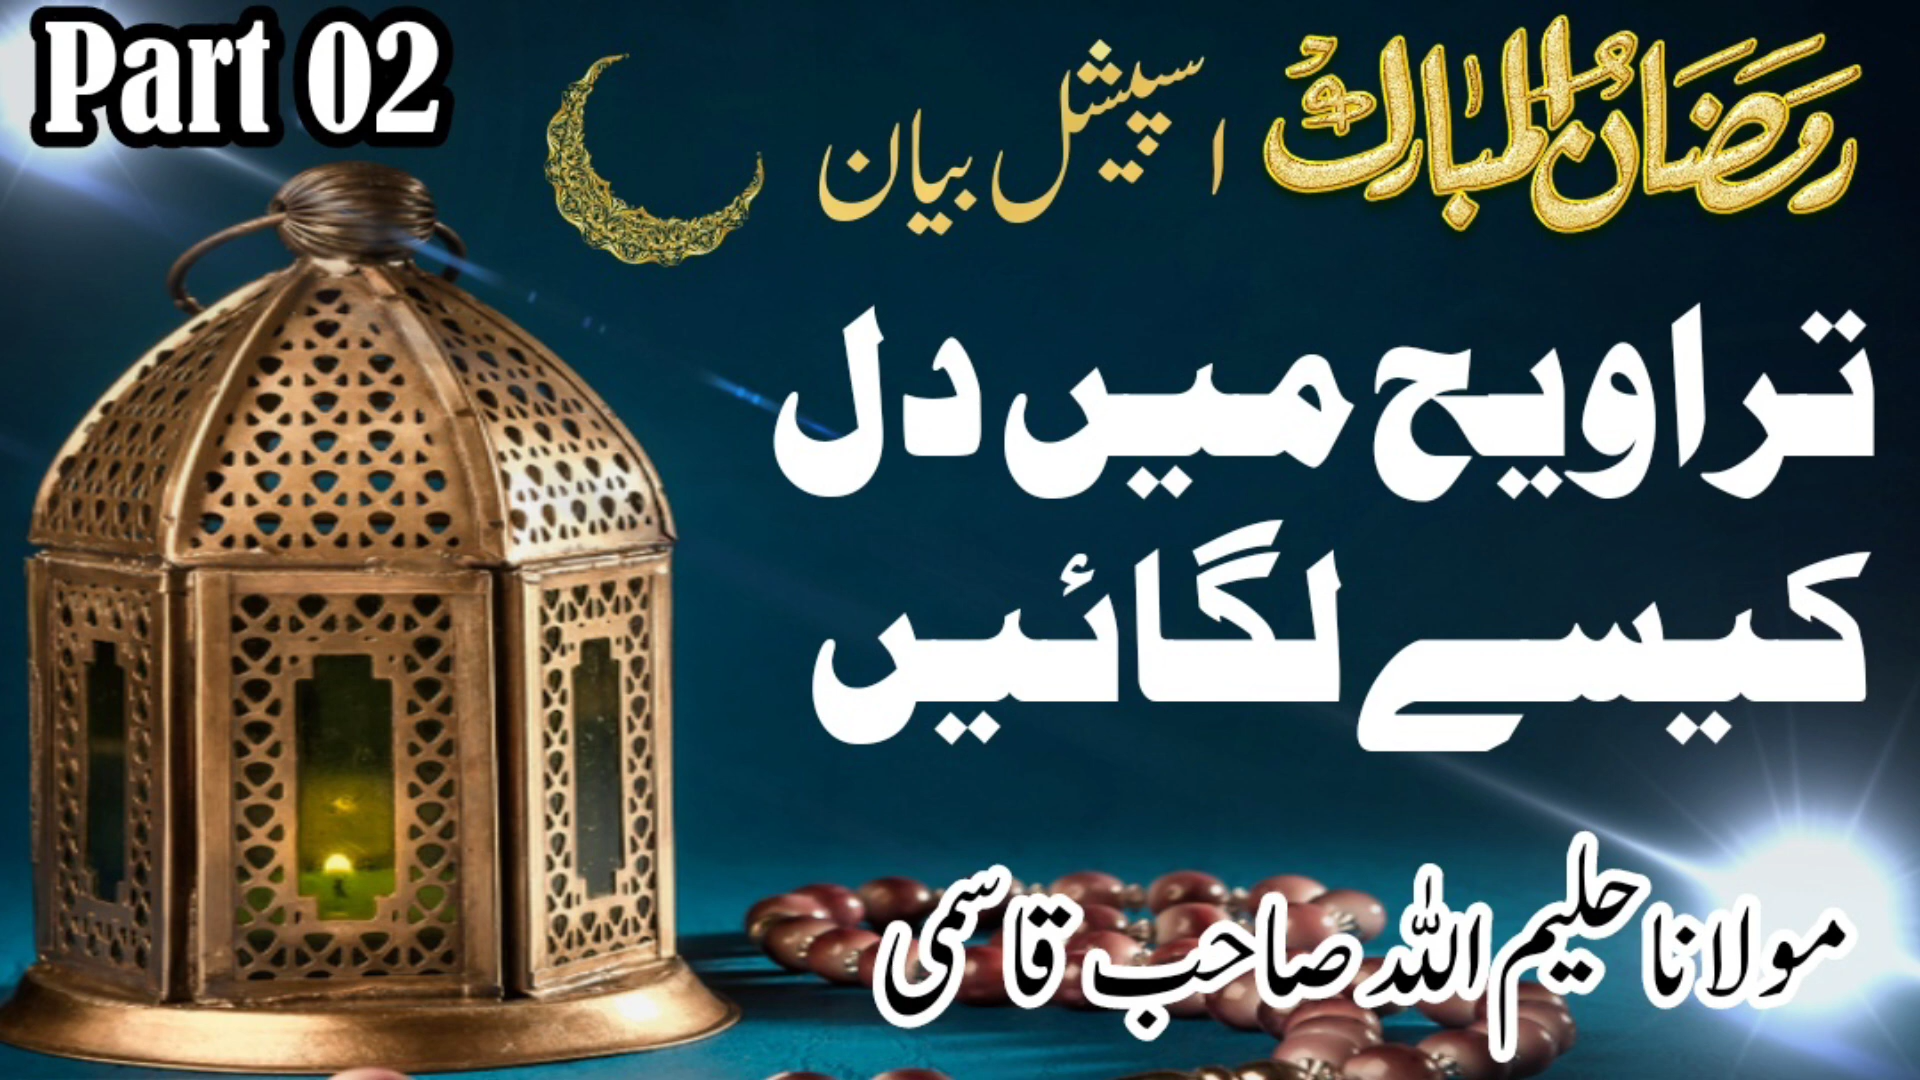 Part 02
رمضان المبارک
اسپیشل بیان
تراویح میں دل
کیسے لگائیں
مولانا حلیم اللہ صاحب قاسمی